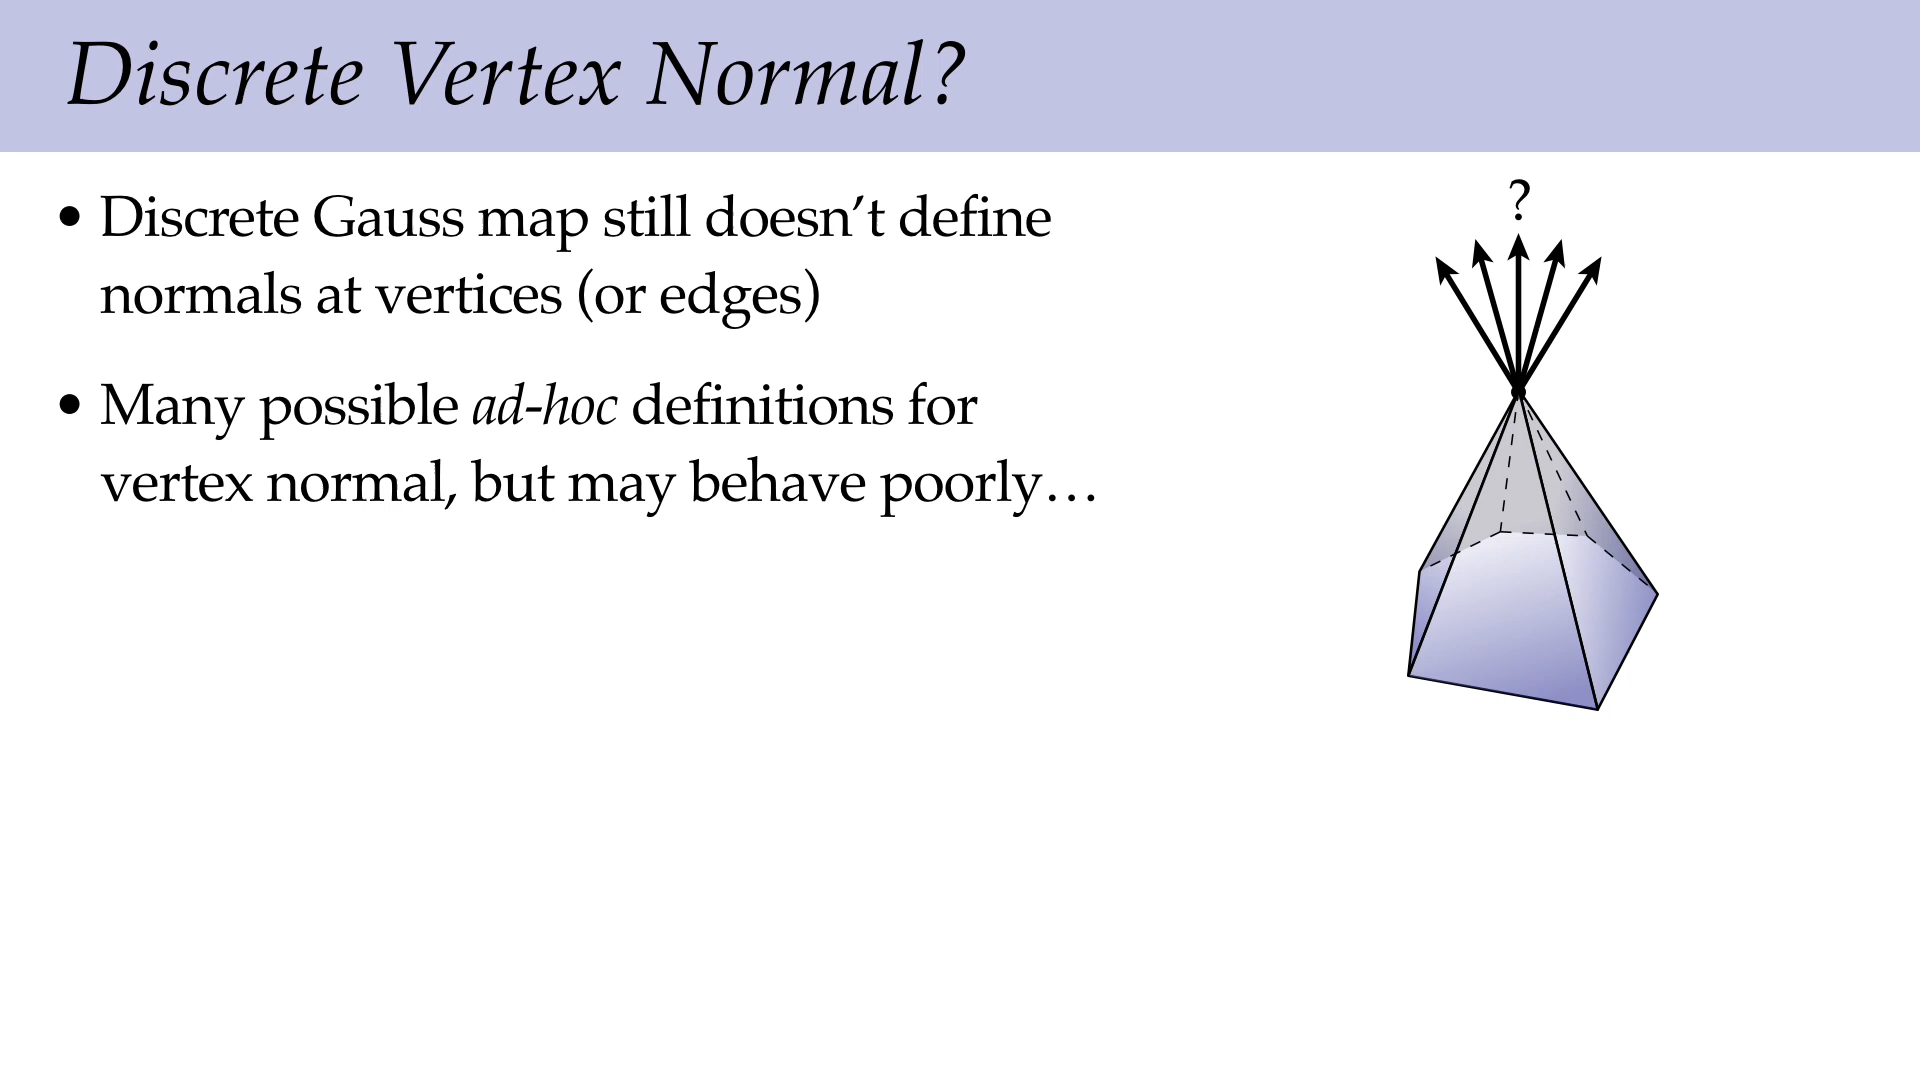 Discrete Vertex Normal?
• Discrete Gauss map still doesn’t define
normals at vertices (or edges)
• Many possible ad-hoc definitions for
vertex normal, but may behave poorly…
?